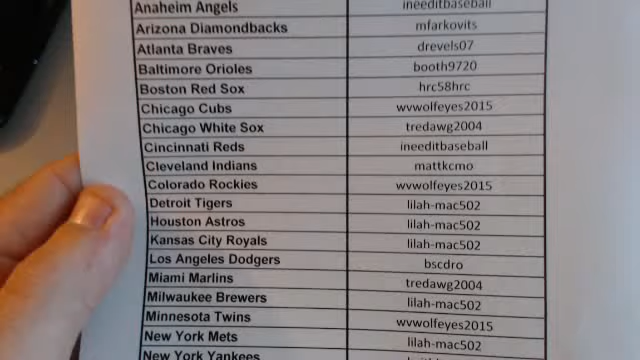 Anaheim Angels ineeditbaseball
Arizona Diamondbacks mfarkovits
Atlanta Braves drevels07
Baltimore Orioles booth9720
Boston Red Sox hrc58hrc
Chicago Cubs wvwolfeyes2015
Chicago White Sox tredawg2004
Cincinnati Reds ineeditbaseball
Cleveland Indians mattkcmo
Colorado Rockies wvwolfeyes2015
Detroit Tigers lilah-mac502
Houston Astros lilah-mac502
Kansas City Royals lilah-mac502
Los Angeles Dodgers bscdro
Miami Marlins tredawg2004
Milwaukee Brewers lilah-mac502
Minnesota Twins wvwolfeyes2015
New York Mets lilah-mac502
New York Yankees